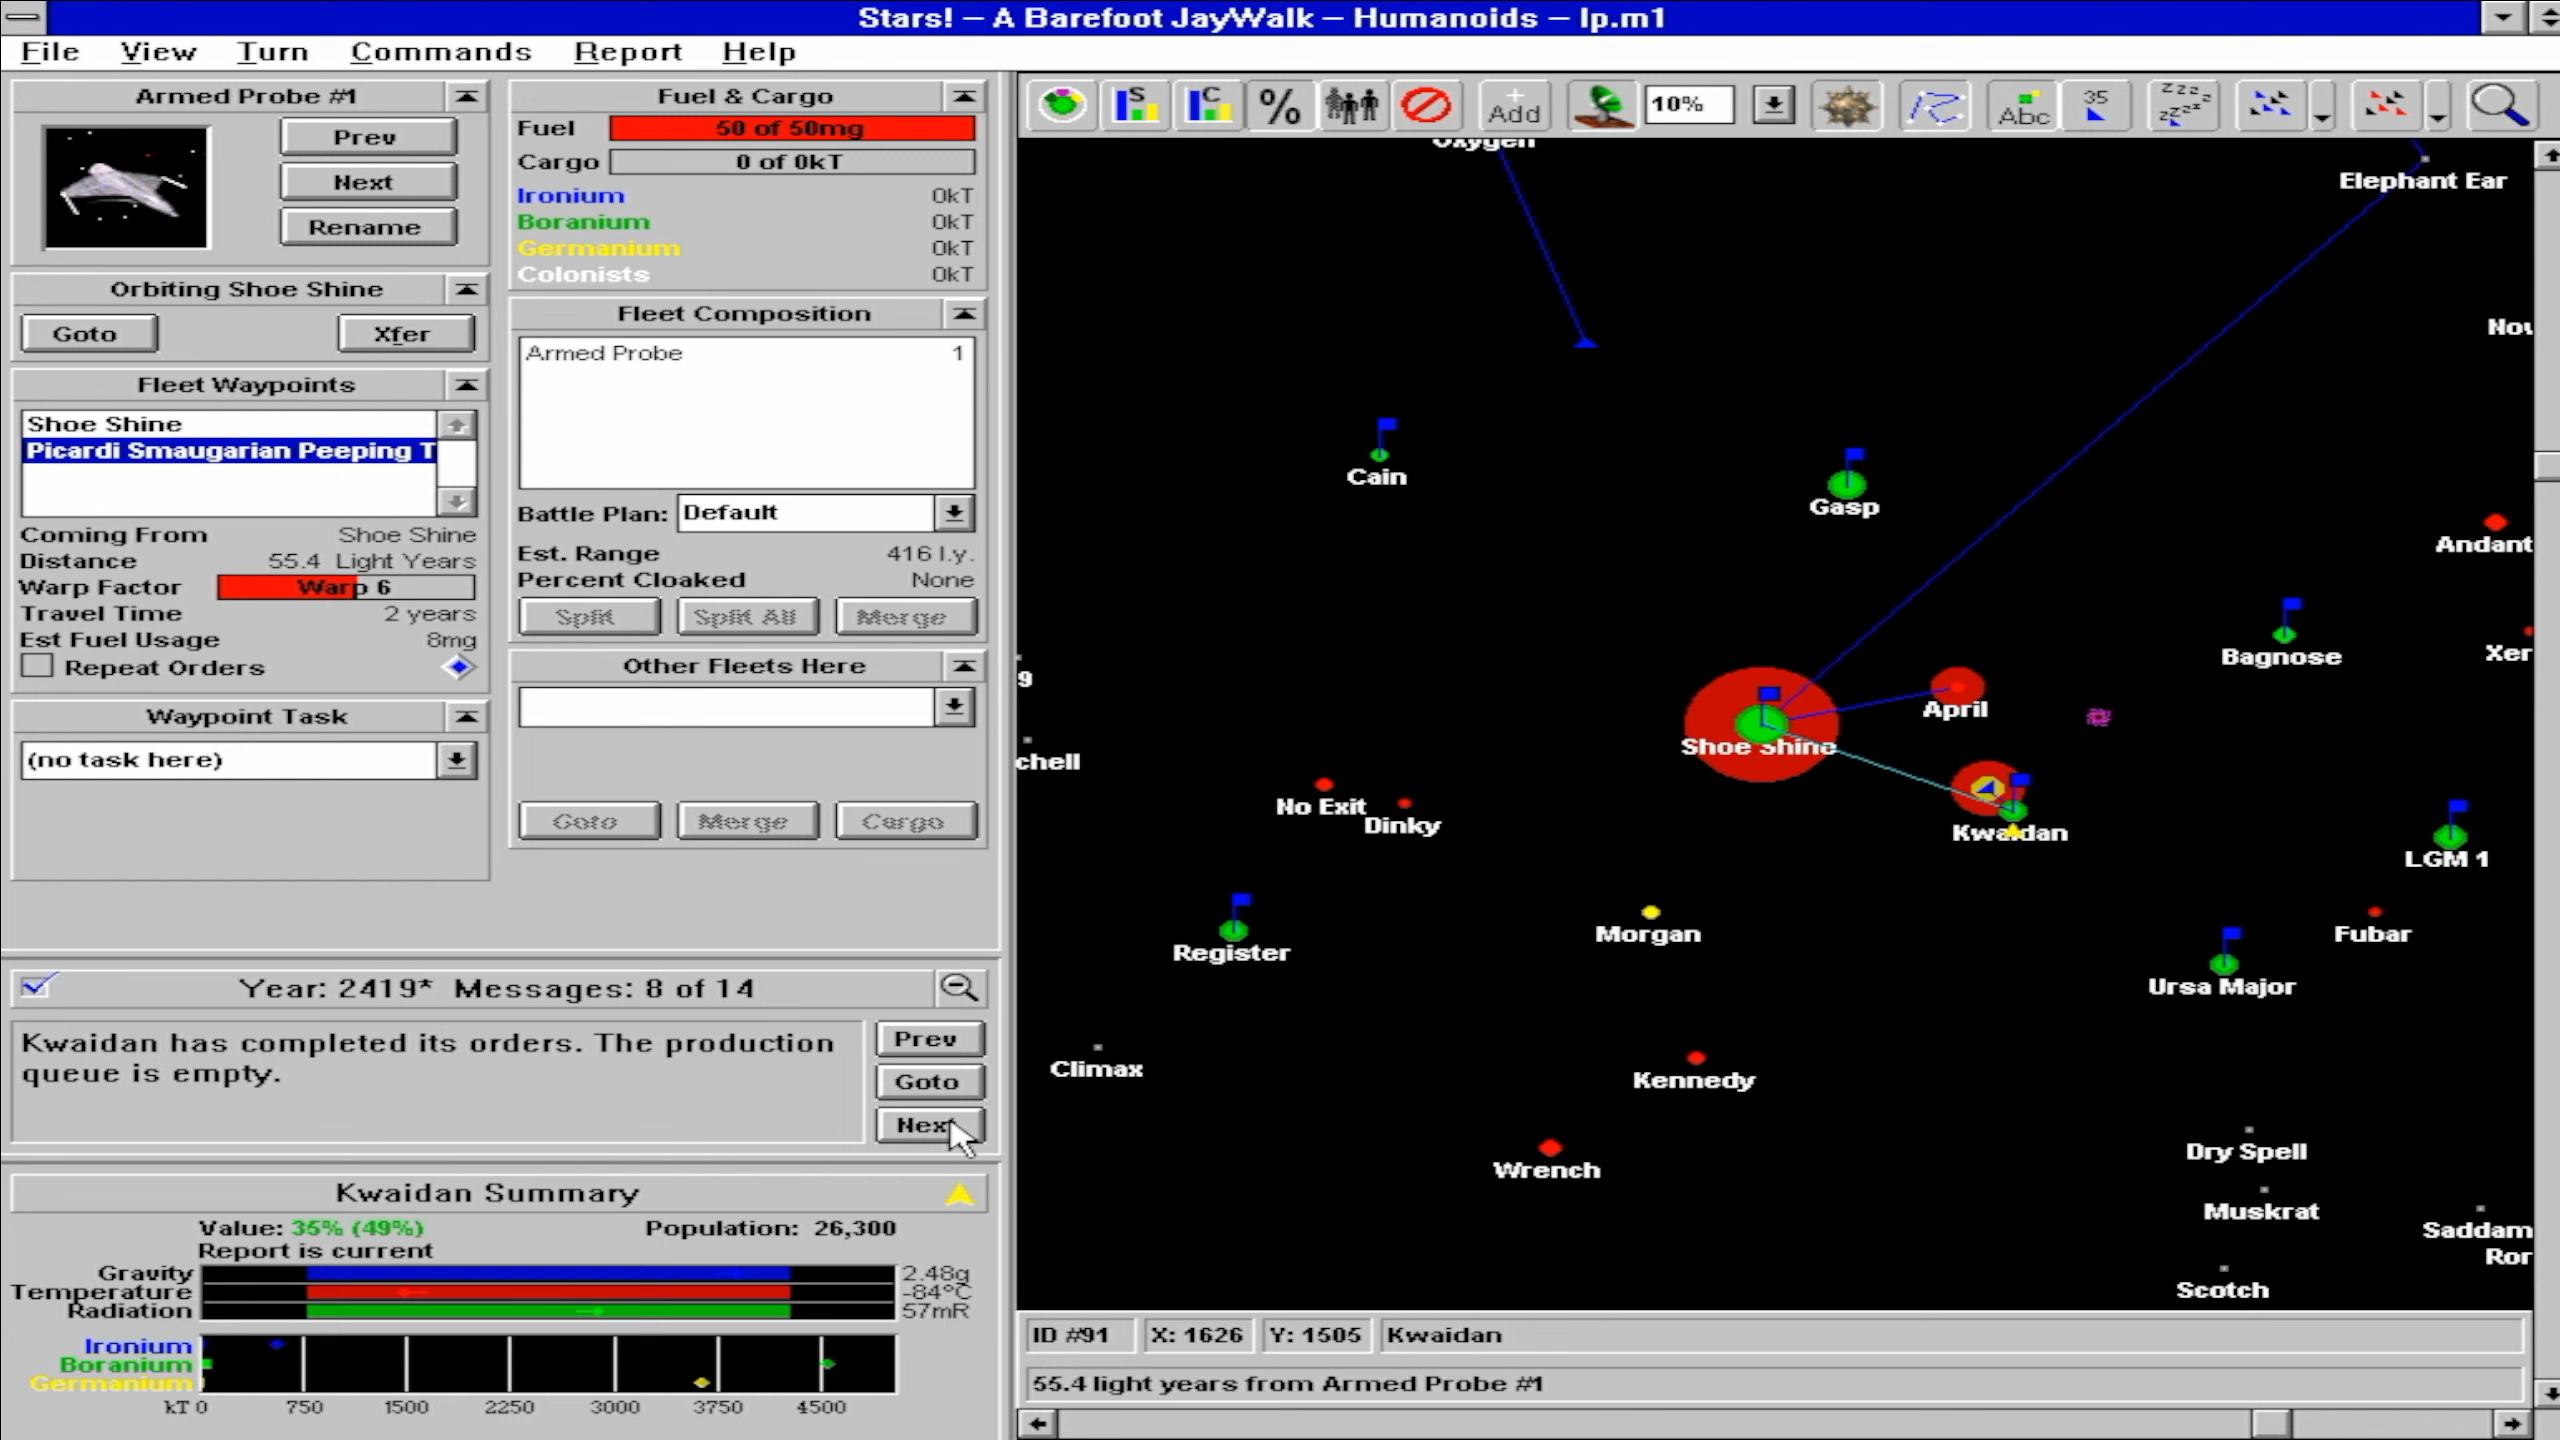 Stars! – A Barefoot JayWalk – Humanoids – lp.m1
File View Turn Commands Report Help
Armed Probe #1
Prev
Next
Rename
Orbiting Shoe Shine
Goto
Xfer
Fleet Waypoints
Shoe Shine
Picardi Smaugarian Peeping T
Coming From Shoe Shine
Distance 55.4 Light Years
Warp Factor Warp 6
Travel Time 2 years
Est Fuel Usage 8mg
Repeat Orders
Waypoint Task
(no task here)
Fuel & Cargo
Fuel 50 of 50mg
Cargo 0 of 0kT
Ironium 0kT
Boranium 0kT
Germanium 0kT
Colonists 0kT
Fleet Composition
Armed Probe 1
Battle Plan: Default
Est. Range 416 l.y.
Percent Cloaked None
Split Split All Merge
Other Fleets Here
Goto Merge Cargo
Year: 2419* Messages: 8 of 14
Kwaidan has completed its orders. The production
queue is empty.
Prev
Goto
Next
Kwaidan Summary
Value: 35% (49%) Population: 26,300
Report is current
Gravity 2.48g
Temperature -84°C
Radiation 57mR
Ironium
Boranium
Germanium
kT 0 750 1500 2250 3000 3750 4500
S C % Add 10% Abc 35 zzzz zzzz
Oxygen
Elephant Ear
Nov
Cain
Gasp
Andant
Bagnose
Xer
9
April
Shoe Shine
chell
No Exit
Dinky
Kwaidan
LGM 1
Register
Morgan
Fubar
Ursa Major
Climax
Kennedy
Dry Spell
Wrench
Muskrat
Saddam
Ror
Scotch
ID #91 X: 1626 Y: 1505 Kwaidan
55.4 light years from Armed Probe #1